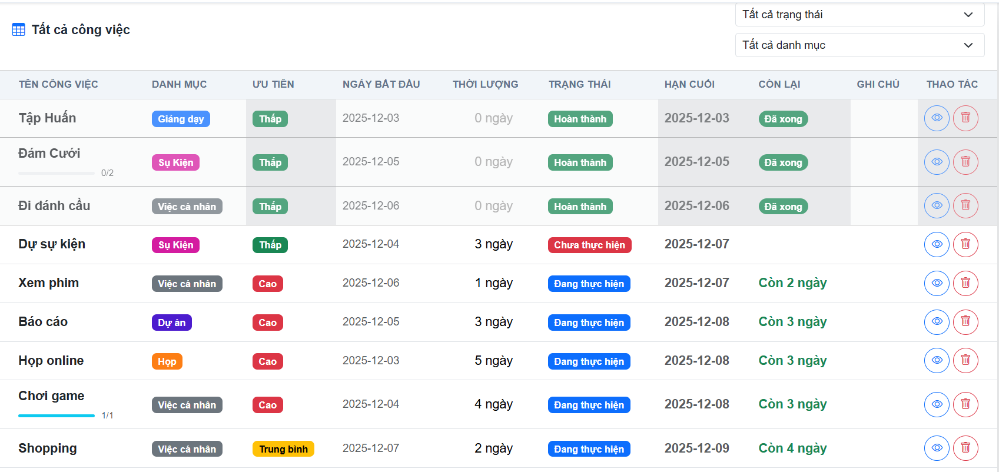 Tất cả công việc
Tất cả trạng thái
Tất cả danh mục
TÊN CÔNG VIỆC DANH MỤC ƯU TIÊN NGÀY BẮT ĐẦU THỜI LƯỢNG TRẠNG THÁI HẠN CUỐI CÒN LẠI GHI CHÚ THAO TÁC
Tập Huấn Giảng dạy Thấp 2025-12-03 0 ngày Hoàn thành 2025-12-03 Đã xong
Đám Cưới Sự Kiện Thấp 2025-12-05 0 ngày Hoàn thành 2025-12-05 Đã xong
0/2
Đi đánh cầu Việc cá nhân Thấp 2025-12-06 0 ngày Hoàn thành 2025-12-06 Đã xong
Dự sự kiện Sự Kiện Thấp 2025-12-04 3 ngày Chưa thực hiện 2025-12-07
Xem phim Việc cá nhân Cao 2025-12-06 1 ngày Đang thực hiện 2025-12-07 Còn 2 ngày
Báo cáo Dự án Cao 2025-12-05 3 ngày Đang thực hiện 2025-12-08 Còn 3 ngày
Họp online Họp Cao 2025-12-03 5 ngày Đang thực hiện 2025-12-08 Còn 3 ngày
Chơi game Việc cá nhân Cao 2025-12-04 4 ngày Đang thực hiện 2025-12-08 Còn 3 ngày
1/1
Shopping Việc cá nhân Trung bình 2025-12-07 2 ngày Đang thực hiện 2025-12-09 Còn 4 ngày